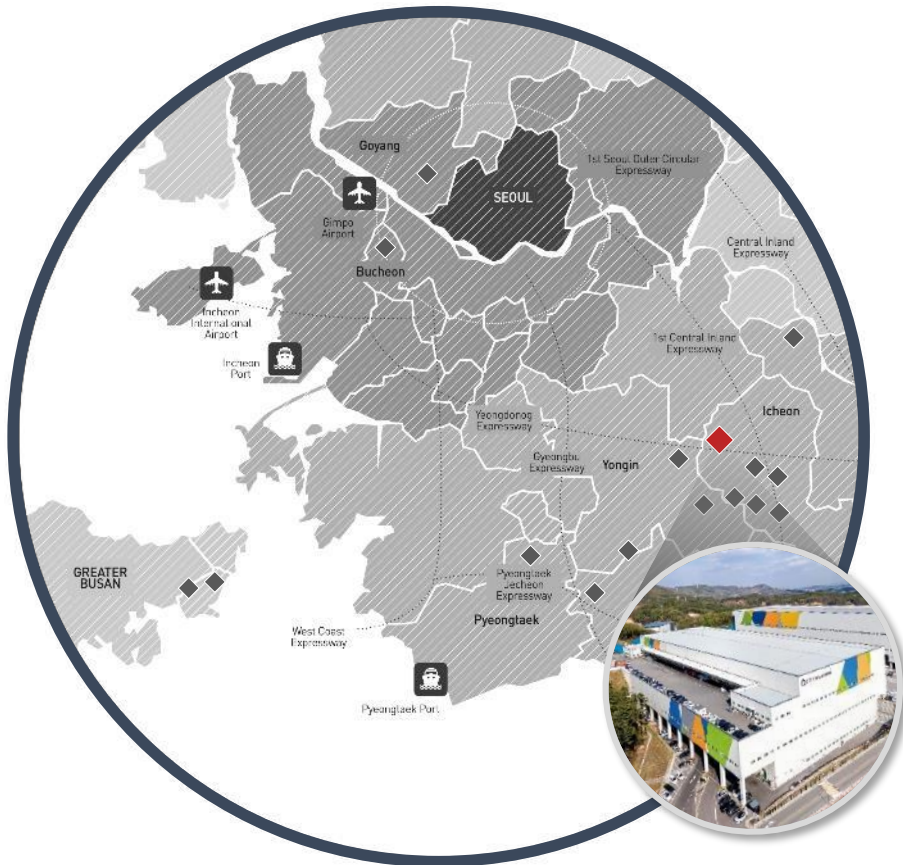 Goyang
1st Seoul Outer Circular
Expressway
SEOUL
Gimpo
Airport
Central Inland
Expressway
Bucheon
Incheon
International
Airport
1st Central Inland
Expressway
Incheon
Port
Icheon
Yeongdonog
Expressway
Gyeongbu
Expressway
Yongin
GREATER
BUSAN
Pyeongtaek
Jecheon
Expressway
Pyeongtaek
West Coast
Expressway
Pyeongtaek Port